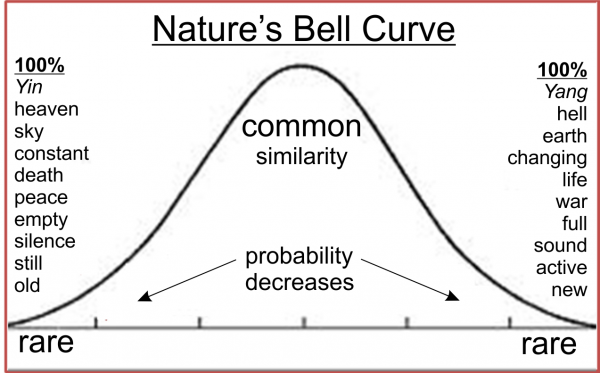 Nature's Bell Curve
100%
Yin
heaven
sky
constant
death
peace
empty
silence
still
old
common
similarity
probability
decreases
100%
Yang
hell
earth
changing
life
war
full
sound
active
new
rare
rare